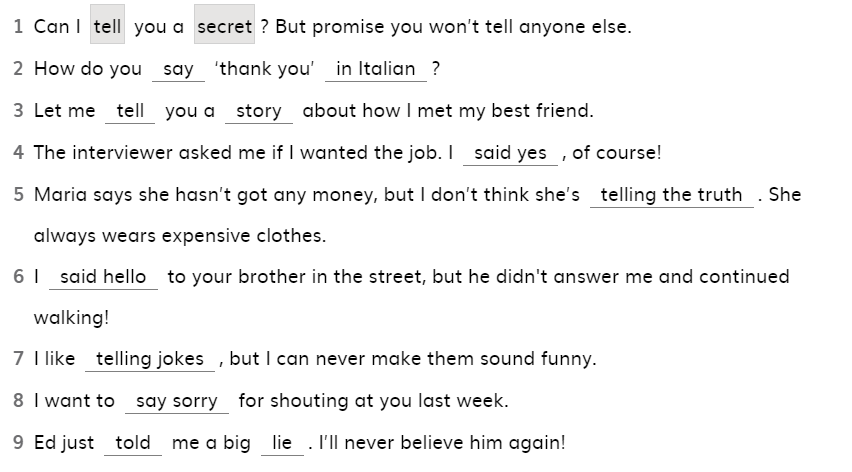 1 Can I tell you a secret ? But promise you won't tell anyone else.
2 How do you say 'thank you' in Italian ?
3 Let me tell you a story about how I met my best friend.
4 The interviewer asked me if I wanted the job. I said yes , of course!
5 Maria says she hasn't got any money, but I don't think she's telling the truth . She
always wears expensive clothes.
6 I said hello to your brother in the street, but he didn't answer me and continued
walking!
7 I like telling jokes , but I can never make them sound funny.
8 I want to say sorry for shouting at you last week.
9 Ed just told me a big lie . I'll never believe him again!